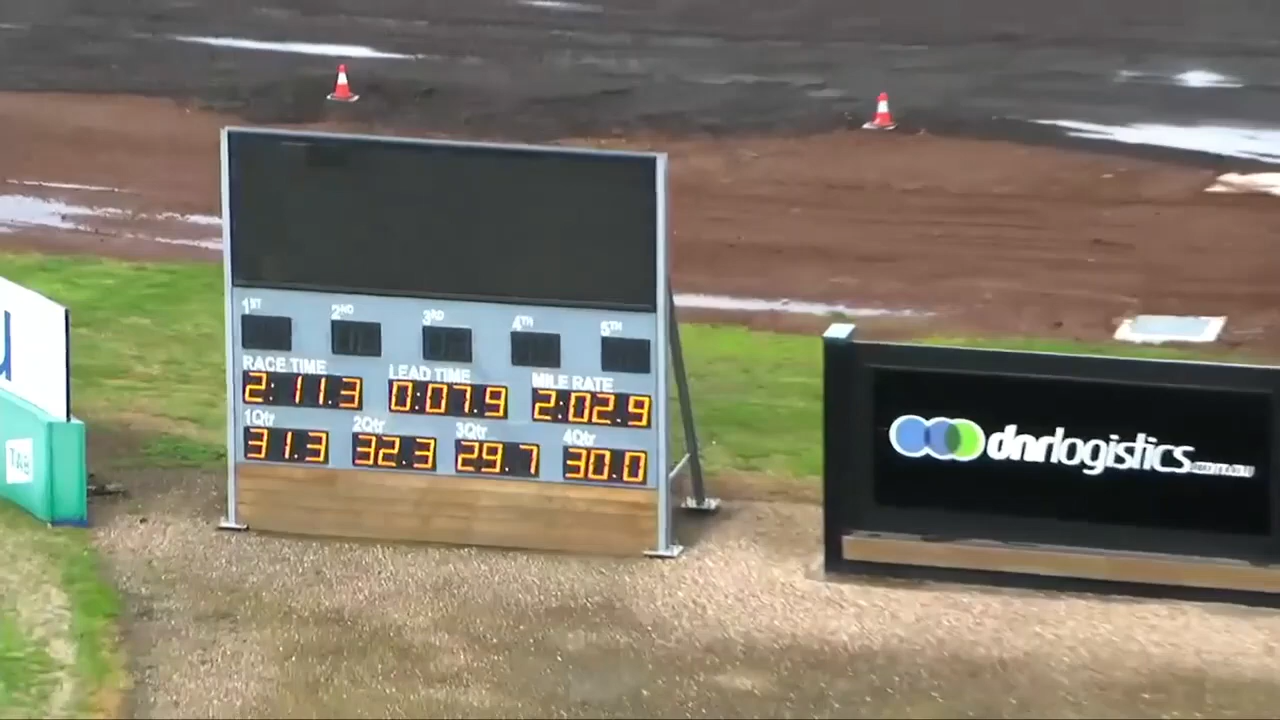 1ST 2ND 3RD 4TH 5TH
RACE TIME LEAD TIME MILE RATE
2:11.3 0:07.9 2:02.9
1Qtr 2Qtr 3Qtr 4Qtr
31.3 32.3 29.7 30.0
TAB
dnrlogistics